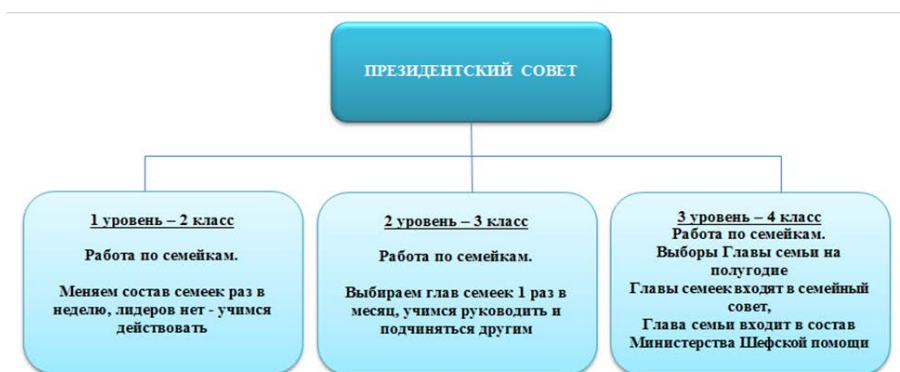 ПРЕЗИДЕНТСКИЙ СОВЕТ
1 уровень – 2 класс
Работа по семейкам.
Меняем состав семеек раз в
неделю, лидеров нет - учимся
действовать
2 уровень – 3 класс
Работа по семейкам.
Выбираем глав семеек 1 раз в
месяц, учимся руководить и
подчиняться другим
3 уровень – 4 класс
Работа по семейкам.
Выборы Главы семьи на
полугодие
Главы семеек входят в семейный
совет,
Глава семьи входит в состав
Министерства Шефской помощи